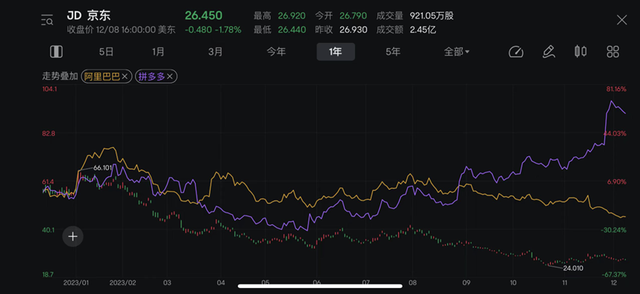 JD 京东
收盘价 12/08 16:00:00 美东
26.450
-0.480 -1.78%
最高 26.920 今开 26.790 成交量 921.05万股
最低 26.440 昨收 26.930 成交额 2.45亿
5日 1月 3月 今年 1年 5年 全部
走势叠加 阿里巴巴 拼多多
104.1 81.16%
82.8 44.03%
66.101
61.4 6.90%
40.1 -30.24%
24.010
18.7 -67.37%
2023/01 2023/02 03 04 05 06 07 08 09 10 11 12